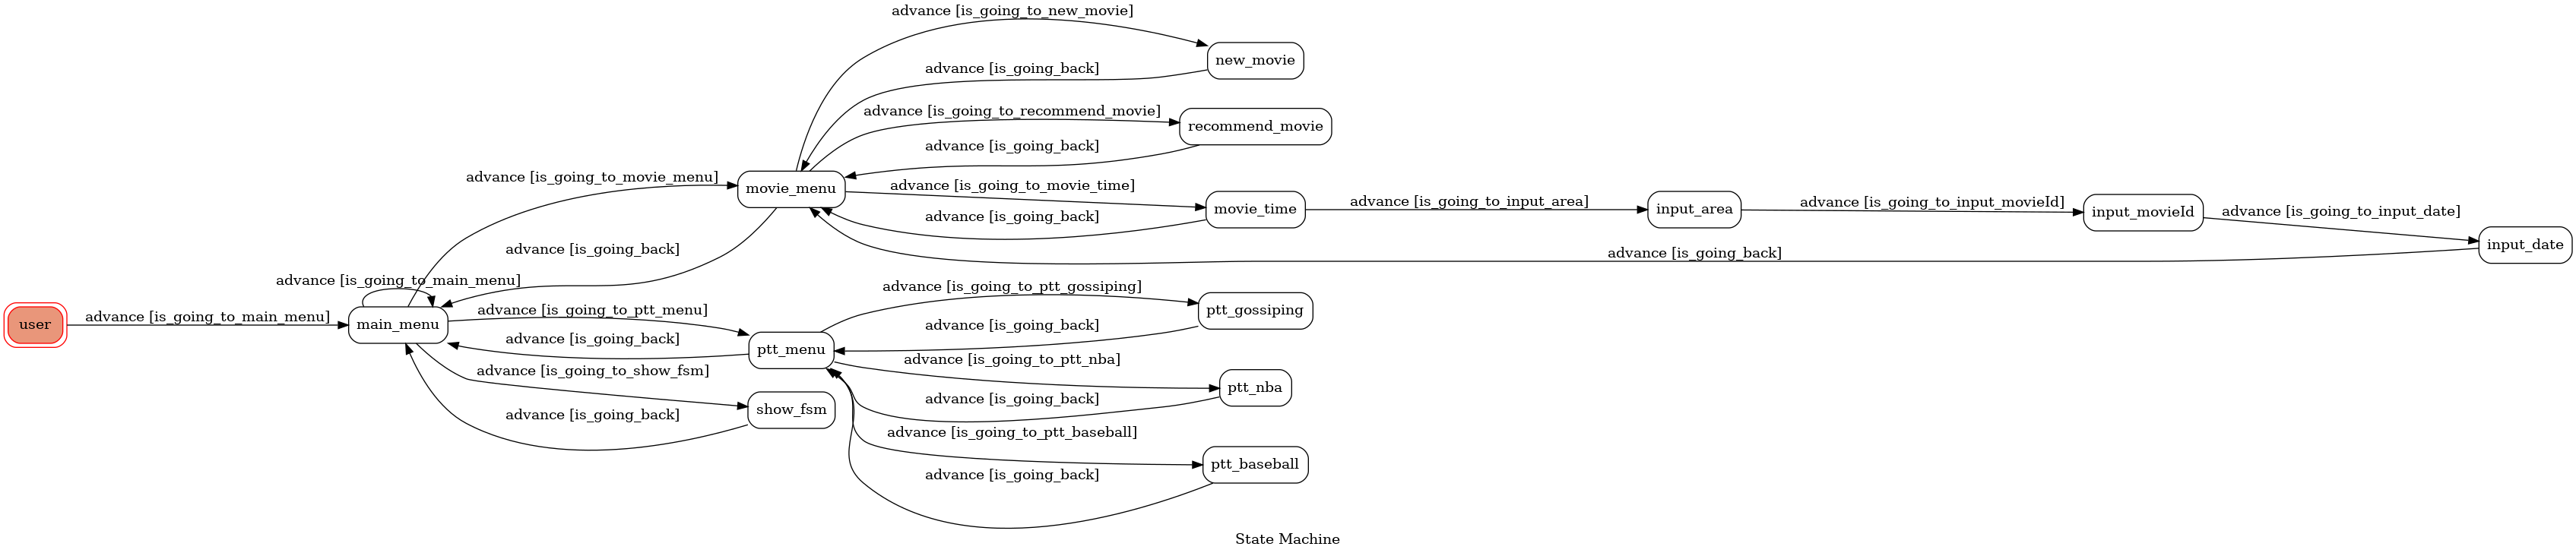 advance [is_going_to_new_movie]
new_movie
advance [is_going_back]
advance [is_going_to_recommend_movie]
recommend_movie
advance [is_going_back]
advance [is_going_to_movie_menu]
movie_menu
advance [is_going_to_movie_time]
movie_time
advance [is_going_to_input_area]
input_area
advance [is_going_to_input_movieId]
input_movieId
advance [is_going_to_input_date]
input_date
advance [is_going_back]
advance [is_going_back]
advance [is_going_back]
advance [is_going_to_main_menu]
user
advance [is_going_to_main_menu]
main_menu
advance [is_going_to_ptt_menu]
advance [is_going_back]
ptt_menu
advance [is_going_to_ptt_gossiping]
ptt_gossiping
advance [is_going_back]
advance [is_going_to_ptt_nba]
ptt_nba
advance [is_going_back]
advance [is_going_to_show_fsm]
show_fsm
advance [is_going_back]
advance [is_going_to_ptt_baseball]
ptt_baseball
advance [is_going_back]
State Machine